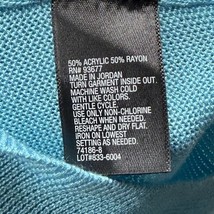 50% ACRYLIC 50% RAYON
RN# 93677
MADE IN JORDAN
TURN GARMENT INSIDE OUT.
MACHINE WASH COLD
WITH LIKE COLORS.
GENTLE CYCLE.
USE ONLY NON-CHLORINE
BLEACH WHEN NEEDED.
RESHAPE AND DRY FLAT.
IRON ON LOWEST
SETTING AS NEEDED.
74186-8
LOT#833-6004